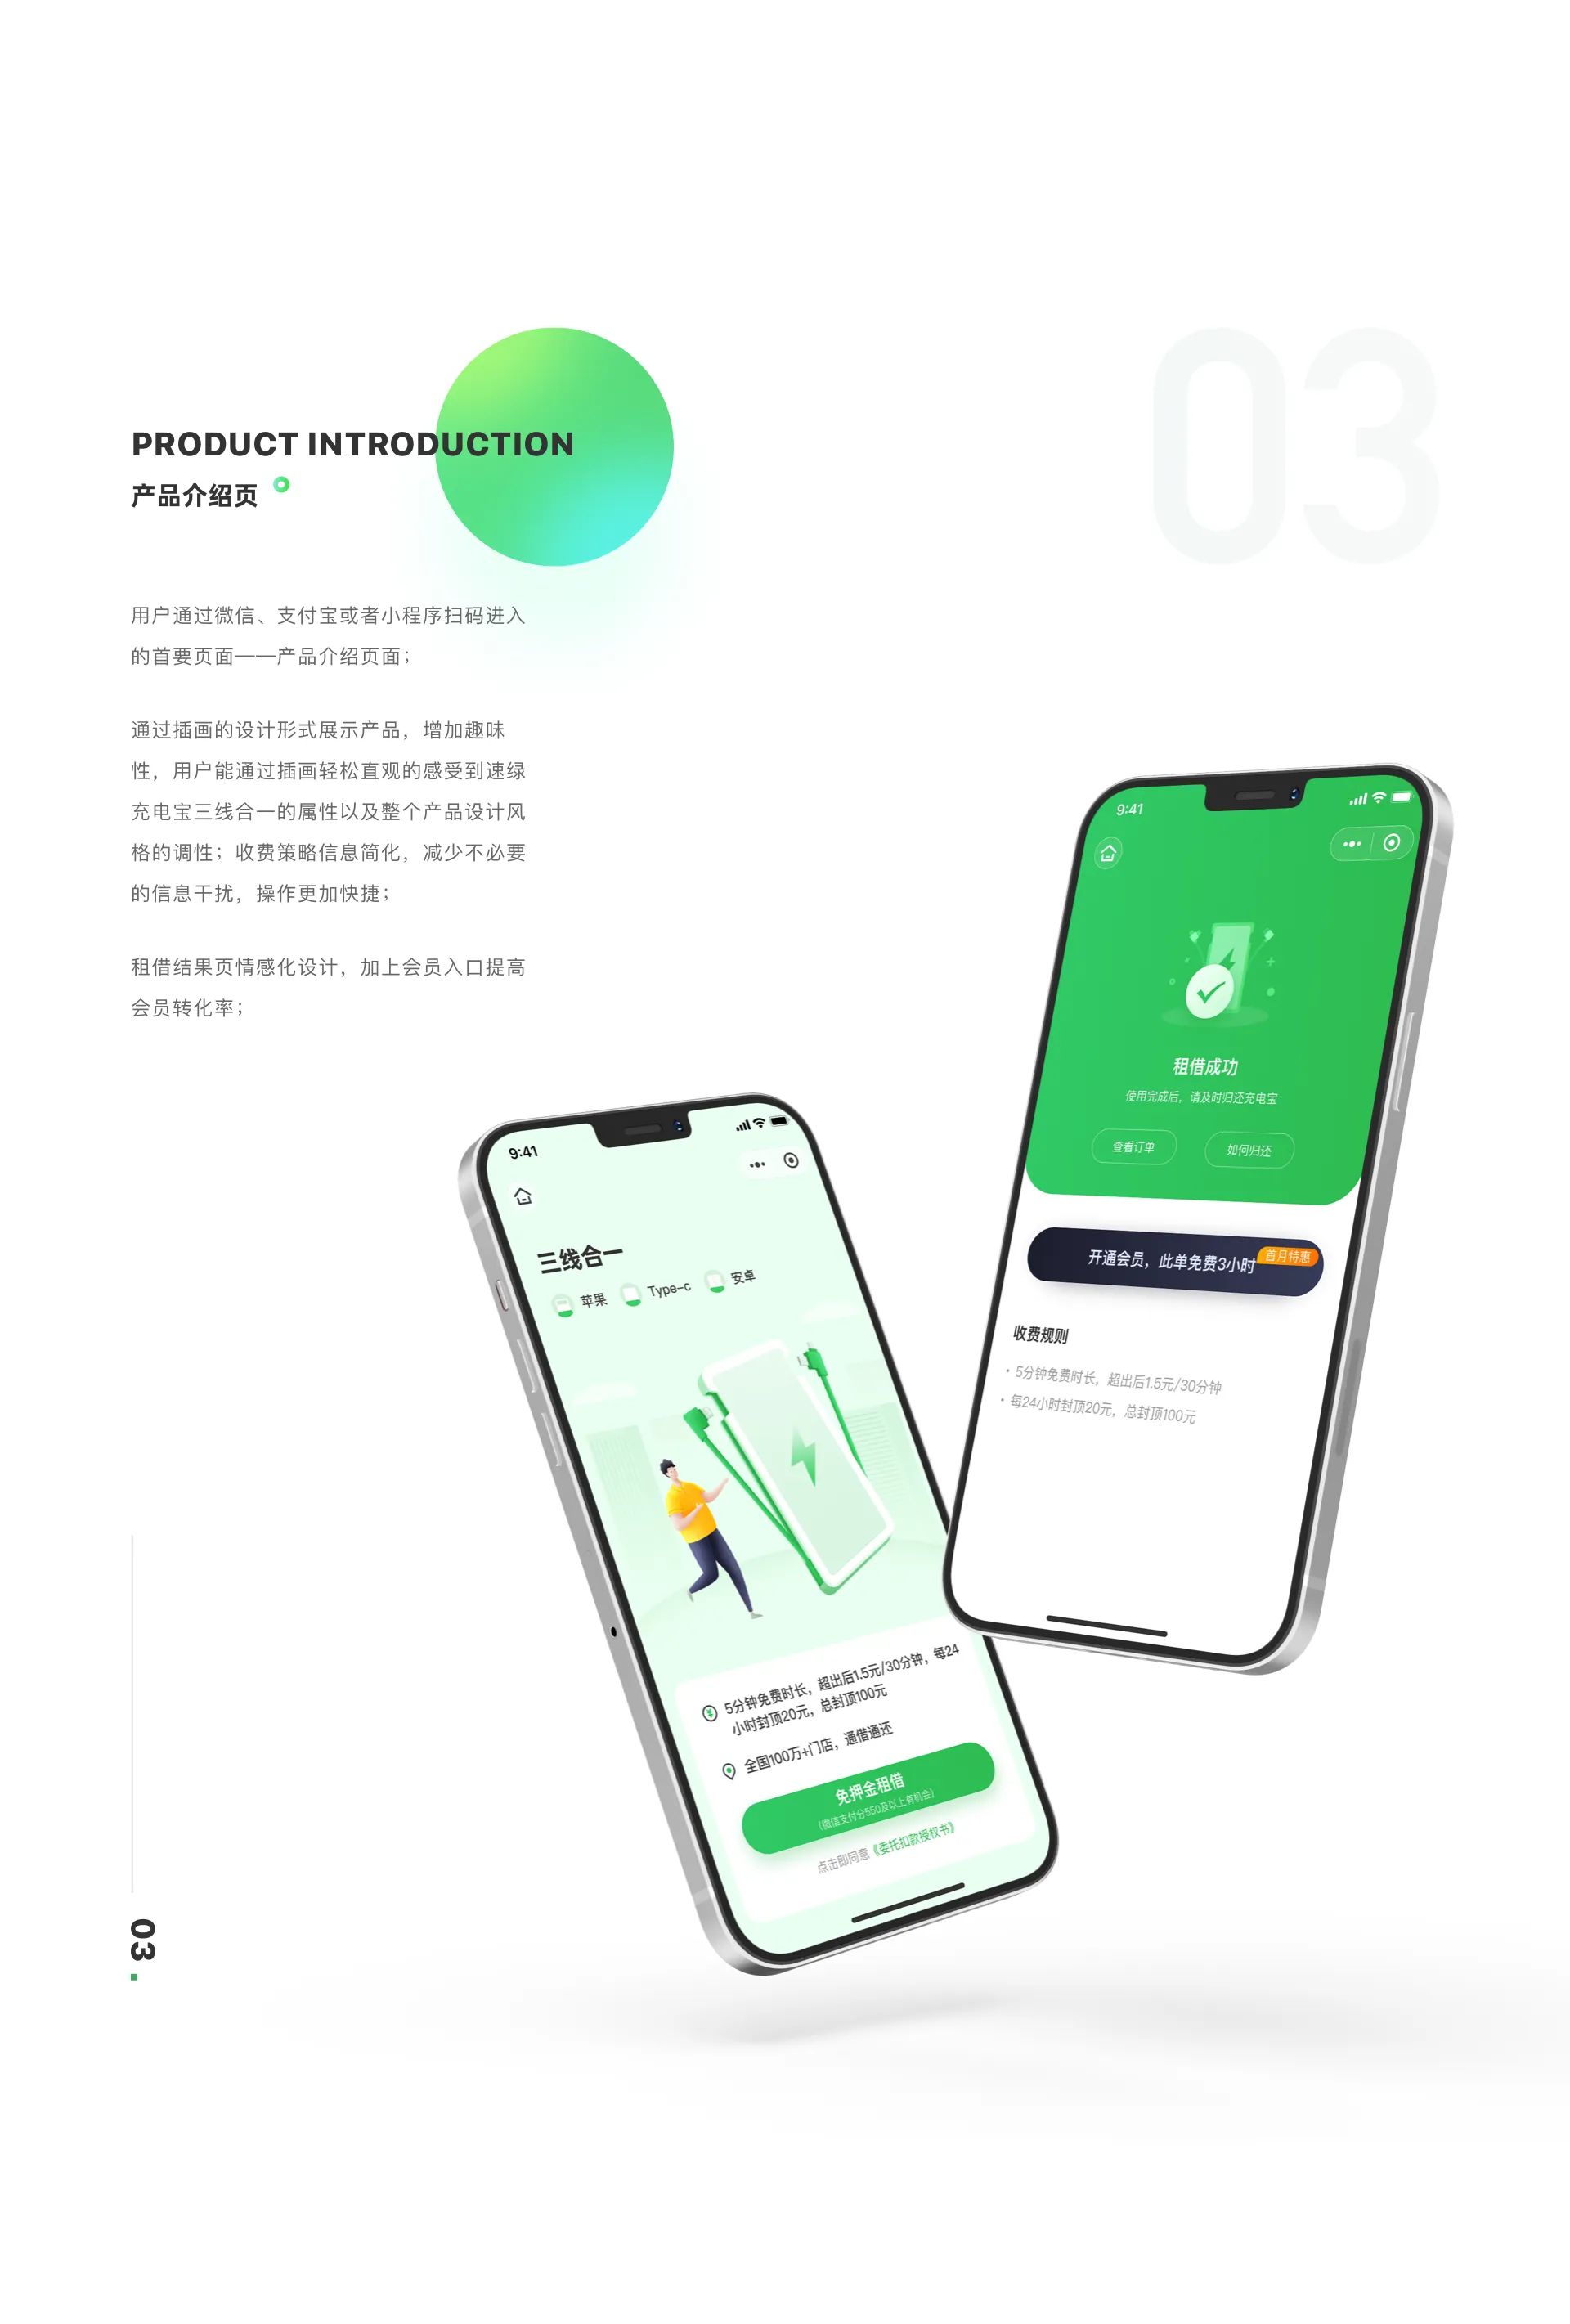 03
PRODUCT INTRODUCTION
产品介绍页
用户通过微信、支付宝或者小程序扫码进入
的首要页面——产品介绍页面；
通过插画的设计形式展示产品，增加趣味
性，用户能通过插画轻松直观的感受到速绿
充电宝三线合一的属性以及整个产品设计风
格的调性；收费策略信息简化，减少不必要
的信息干扰，操作更加快捷；
租借结果页情感化设计，加上会员入口提高
会员转化率；
9:41
租借成功
使用完成后，请及时归还充电宝
查看订单
如何归还
开通会员，此单免费3小时
首月特惠
收费规则
· 5分钟免费时长，超出后1.5元/30分钟
· 每24小时封顶20元，总封顶100元
9:41
三线合一
苹果 Type-c 安卓
5分钟免费时长，超出后1.5元/30分钟，每24
小时封顶20元，总封顶100元
全国100万+门店，通借通还
免押金租借
（微信支付分550及以上有机会）
点击即同意《委托扣款授权书》
03